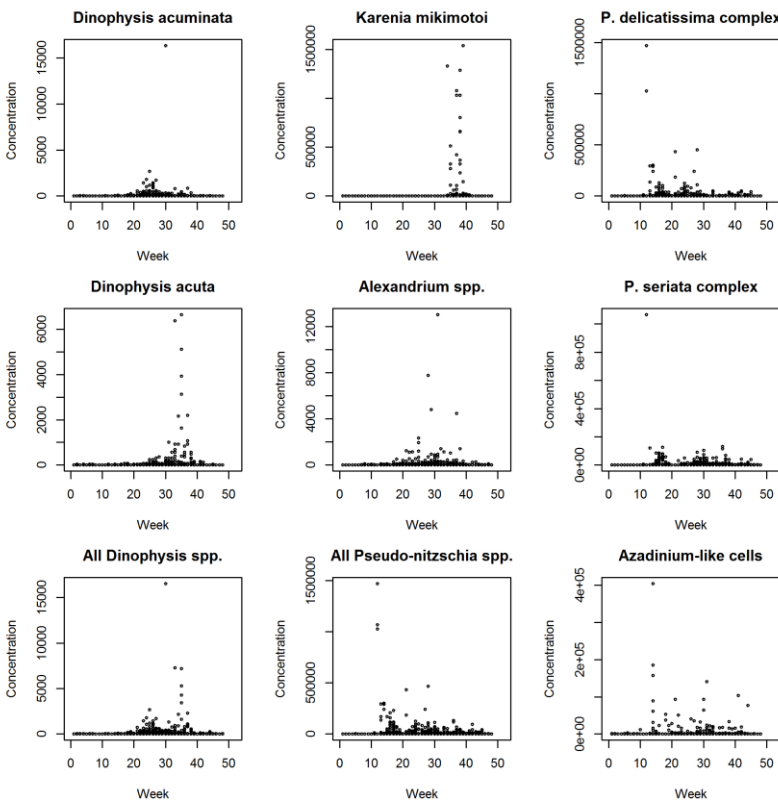 Dinophysis acuminata
Concentration
15000
10000
5000
0
0 10 20 30 40 50
Week
Karenia mikimotoi
Concentration
1500000
500000
0
0 10 20 30 40 50
Week
P. delicatissima complex
Concentration
1500000
500000
0
0 10 20 30 40 50
Week
Dinophysis acuta
Concentration
6000
4000
2000
0
0 10 20 30 40 50
Week
Alexandrium spp.
Concentration
12000
8000
4000
0
0 10 20 30 40 50
Week
P. seriata complex
Concentration
8e+05
4e+05
0e+00
0 10 20 30 40 50
Week
All Dinophysis spp.
Concentration
15000
10000
5000
0
0 10 20 30 40 50
Week
All Pseudo-nitzschia spp.
Concentration
1500000
500000
0
0 10 20 30 40 50
Week
Azadinium-like cells
Concentration
4e+05
2e+05
0e+00
0 10 20 30 40 50
Week